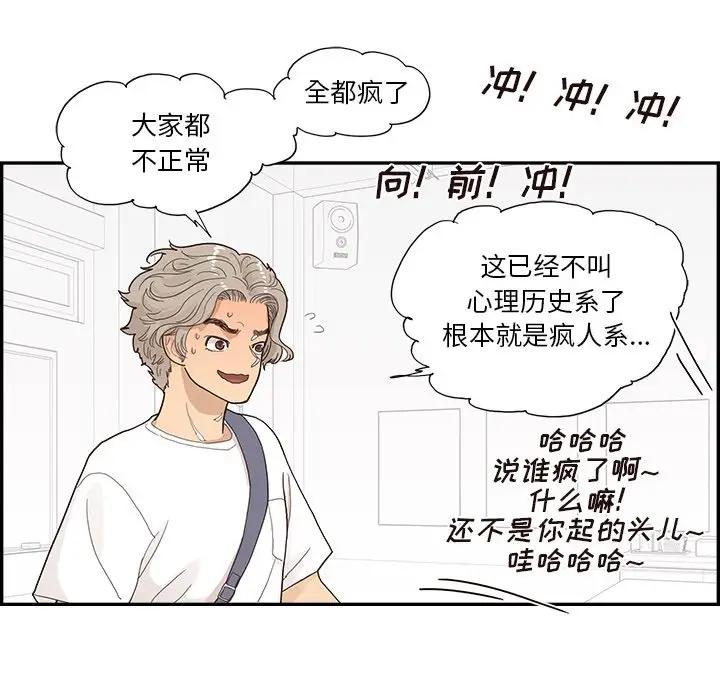 全都疯了
大家都
不正常
冲！冲！冲！
向！前！冲！
这已经不叫
心理历史系了
根本就是疯人系...
哈哈哈
说谁疯了啊~
什么嘛！
还不是你起的头儿~
哇哈哈哈~